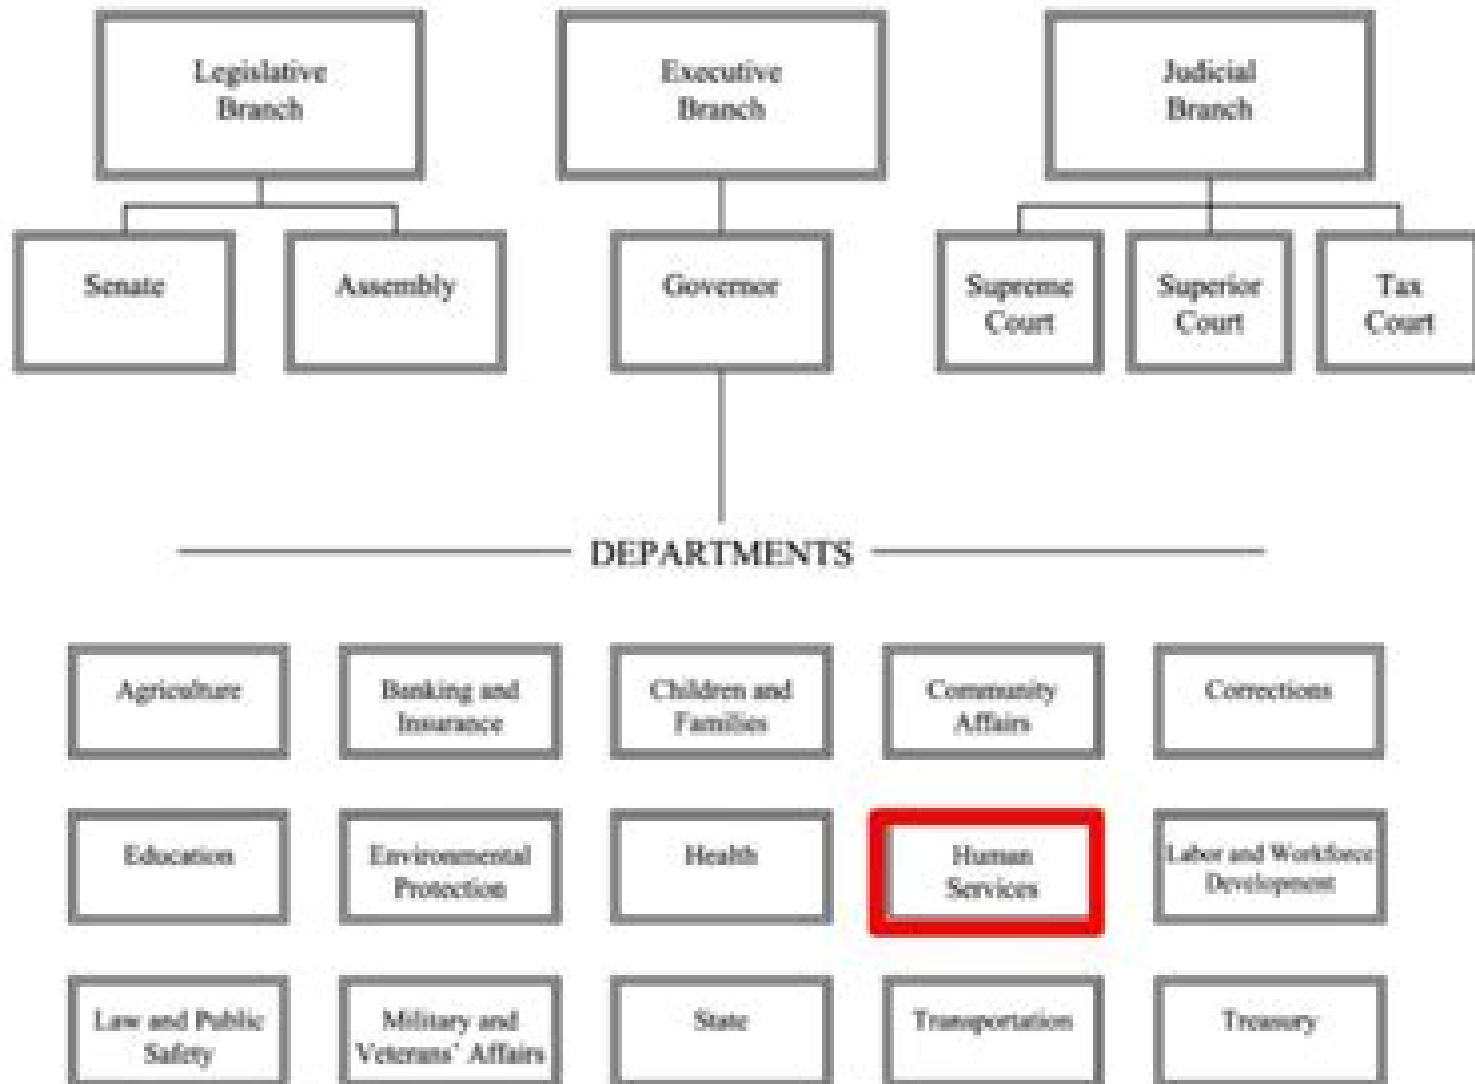 Legislative
Branch
Executive
Branch
Judicial
Branch
Senate
Assembly
Governor
Supreme
Court
Superior
Court
Tax
Court
DEPARTMENTS
Agriculture
Banking and
Insurance
Children and
Families
Community
Affairs
Corrections
Education
Environmental
Protection
Health
Human
Services
Labor and Workforce
Development
Law and Public
Safety
Military and
Veterans' Affairs
State
Transportation
Treasury